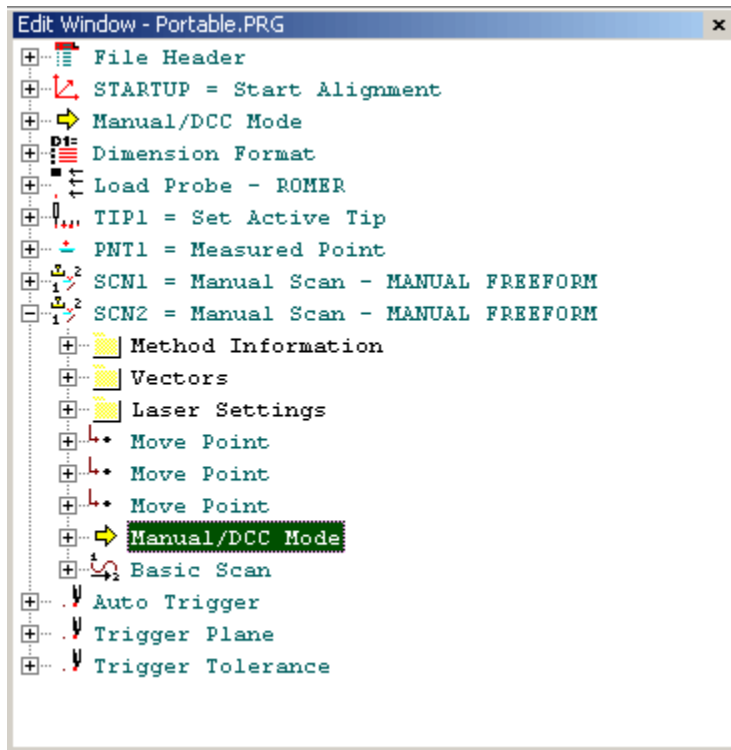 Edit Window - Portable.PRG
File Header
STARTUP = Start Alignment
Manual/DCC Mode
D1=
Dimension Format
Load Probe - ROMER
TIP1 = Set Active Tip
PNT1 = Measured Point
SCN1 = Manual Scan - MANUAL FREEFORM
SCN2 = Manual Scan - MANUAL FREEFORM
Method Information
Vectors
Laser Settings
Move Point
Move Point
Move Point
Manual/DCC Mode
Basic Scan
Auto Trigger
Trigger Plane
Trigger Tolerance